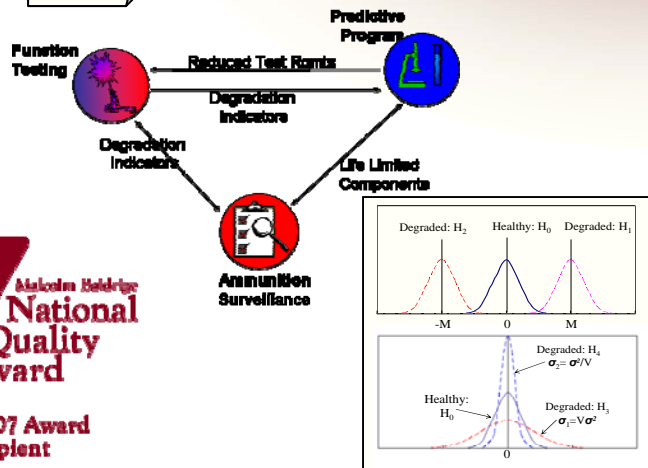 Predictive
Program
Function
Testing
Reduced Test Rqmts
Degradation
Indicators
Degradation
Indicators
Life Limited
Components
Ammunition
Surveillance
Malcolm Baldrige
National
Quality
ward
07 Award
pient
Degraded: H₂ Healthy: H₀ Degraded: H₁
-M 0 M
Degraded: H₄
σ₂= σ²/V
Healthy:
H₀
Degraded: H₃
σ₁=Vσ²
0